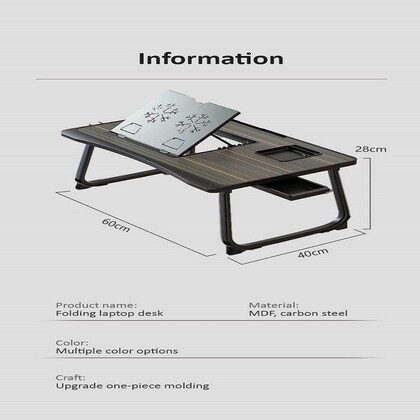 Information
28cm
60cm
40cm
Product name:
Folding laptop desk
Material:
MDF, carbon steel
Color:
Multiple color options
Craft:
Upgrade one-piece molding